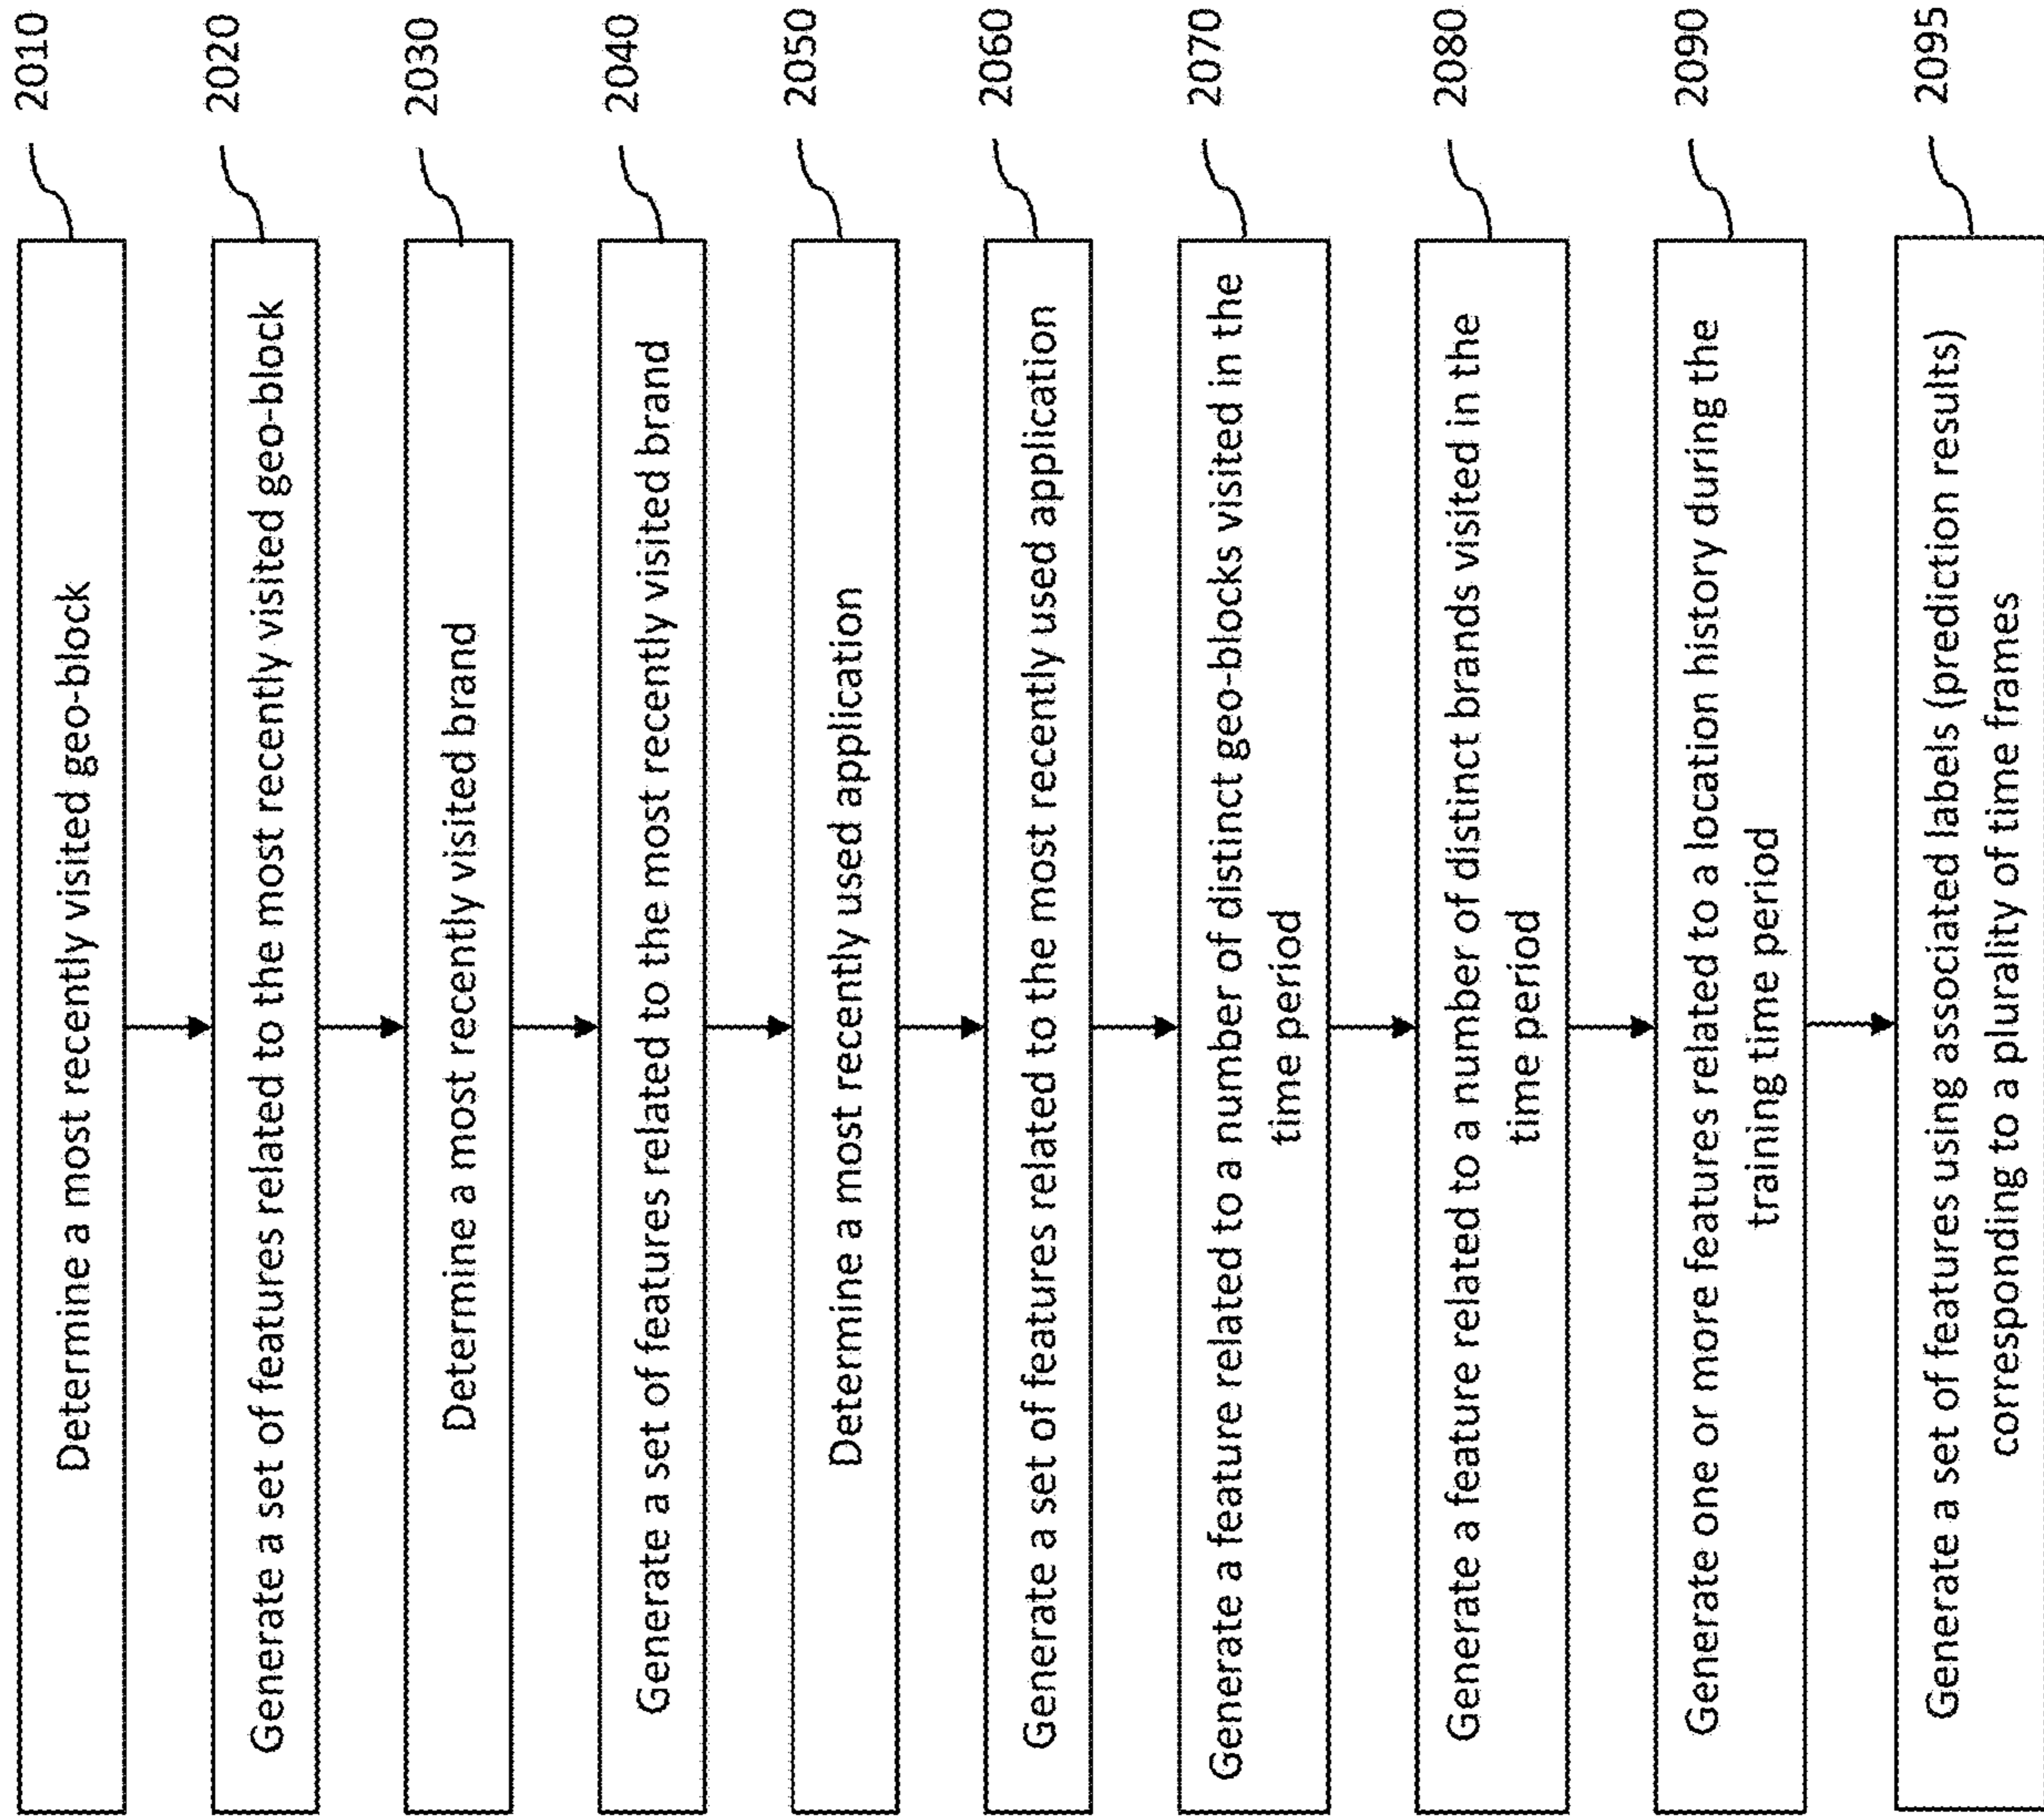 Determine a most recently visited geo-block
2010
Generate a set of features related to the most recently visited geo-block
2020
Determine a most recently visited brand
2030
Generate a set of features related to the most recently visited brand
2040
Determine a most recently used application
2050
Generate a set of features related to the most recently used application
2060
Generate a feature related to a number of distinct geo-blocks visited in the
time period
2070
Generate a feature related to a number of distinct brands visited in the
time period
2080
Generate one or more features related to a location history during the
training time period
2090
Generate a set of features using associated labels (prediction results)
corresponding to a plurality of time frames
2095